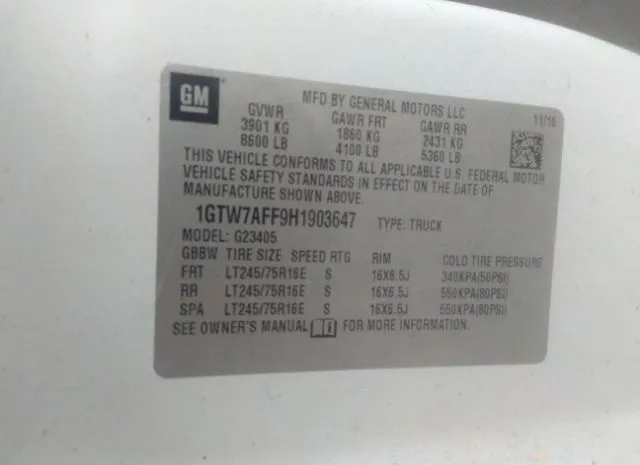 GM
MFD BY GENERAL MOTORS LLC
11/16
GVWR GAWR FRT GAWR RR
3901 KG 1860 KG 2431 KG
8600 LB 4100 LB 5360 LB
THIS VEHICLE CONFORMS TO ALL APPLICABLE U.S. FEDERAL MOTOR
VEHICLE SAFETY STANDARDS IN EFFECT ON THE DATE OF
MANUFACTURE SHOWN ABOVE.
1GTW7AFF9H1903647 TYPE: TRUCK
MODEL: G23405
GBBW TIRE SIZE SPEED RTG RIM COLD TIRE PRESSURE
FRT LT245/75R16E S 16X6.5J 340KPA(50PSI)
RR LT245/75R16E S 16X6.5J 550KPA(80PSI)
SPA LT245/75R16E S 16X6.5J 550KPA(80PSI)
SEE OWNER'S MANUAL FOR MORE INFORMATION.